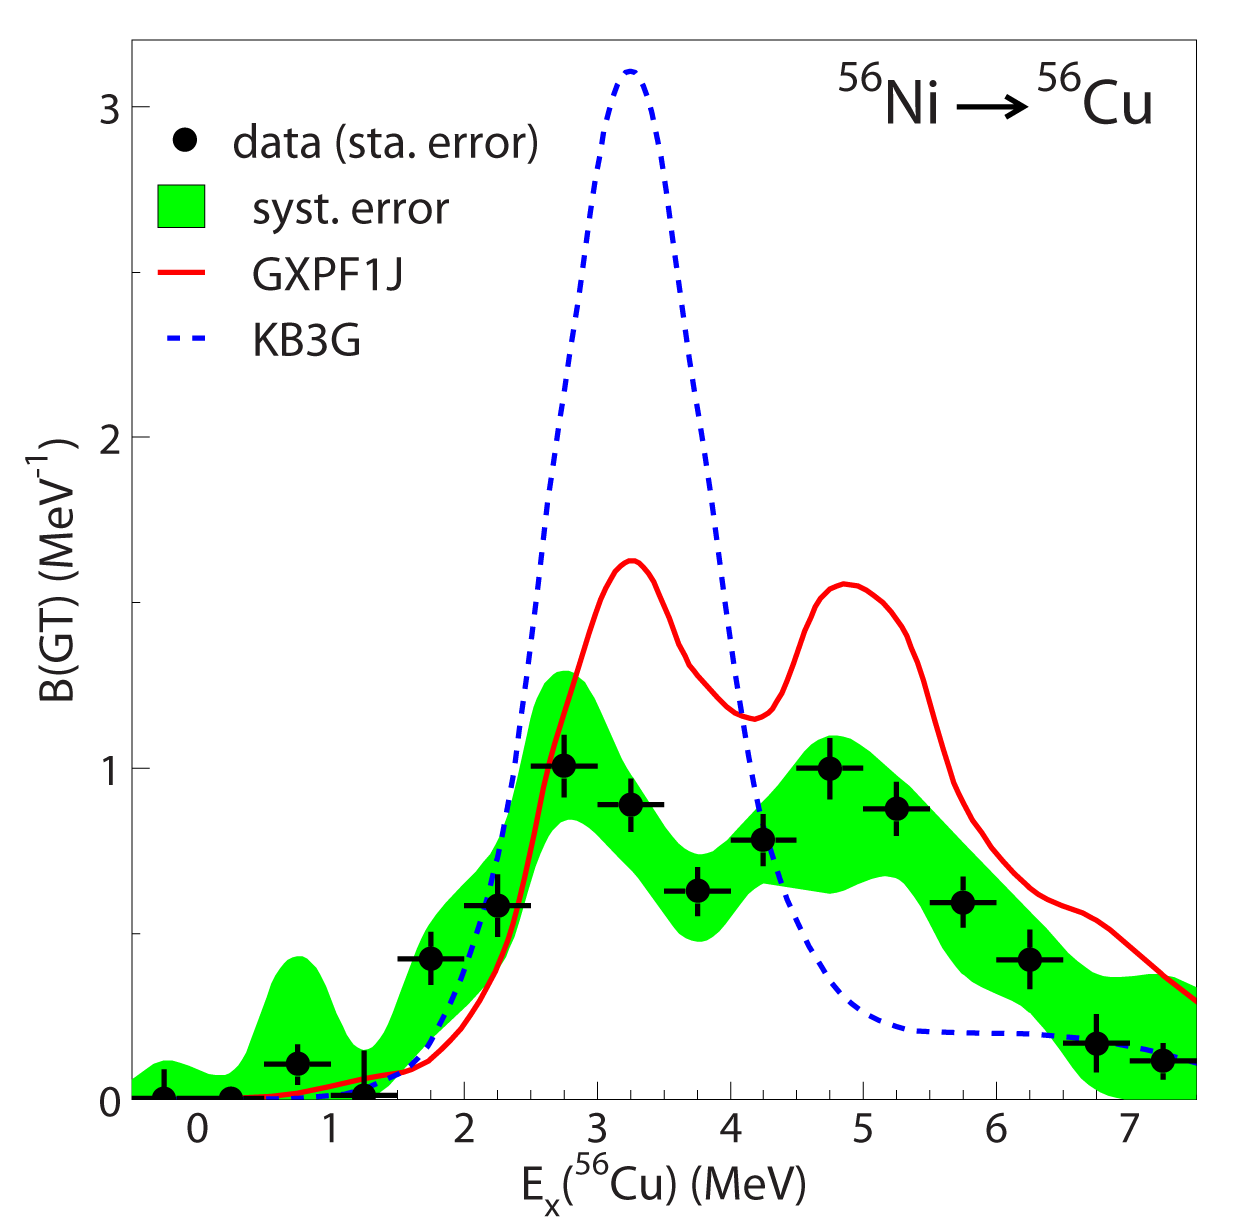 ⁵⁶Ni → ⁵⁶Cu
data (sta. error)
syst. error
GXPF1J
KB3G
B(GT) (MeV⁻¹)
3
2
1
0
0 1 2 3 4 5 6 7
Eₓ(⁵⁶Cu) (MeV)